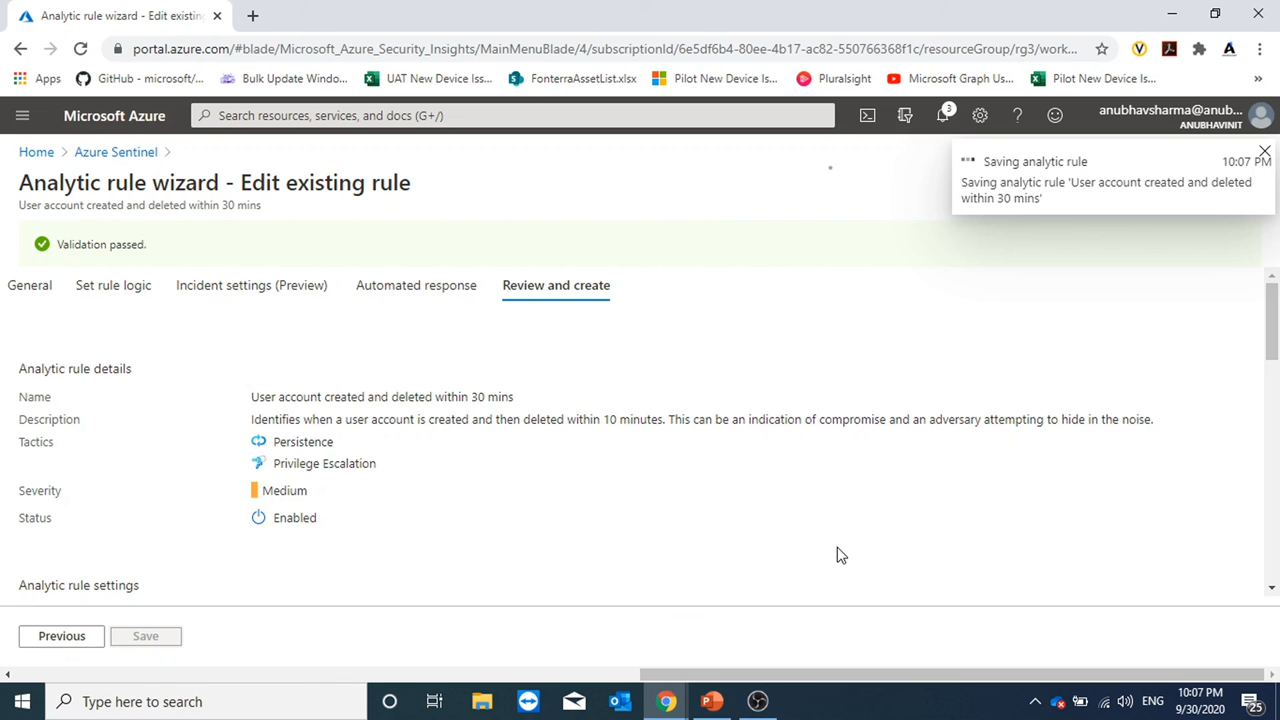 Analytic rule wizard - Edit existing
portal.azure.com/#blade/Microsoft_Azure_Security_Insights/MainMenuBlade/4/subscriptionId/6e5df6b4-80ee-4b17-ac82-550766368f1c/resourceGroup/rg3/work...
Apps
GitHub - microsoft/...
Bulk Update Window...
UAT New Device Iss...
FonterraAssetList.xlsx
Pilot New Device Is...
Pluralsight
Microsoft Graph Us...
Pilot New Device Is...
Microsoft Azure
Search resources, services, and docs (G+/)
3
anubhavsharma@anub...
ANUBHAVINIT
Home > Azure Sentinel >
Analytic rule wizard - Edit existing rule
User account created and deleted within 30 mins
Saving analytic rule 10:07 PM
Saving analytic rule 'User account created and deleted
within 30 mins'
Validation passed.
General
Set rule logic
Incident settings (Preview)
Automated response
Review and create
Analytic rule details
Name User account created and deleted within 30 mins
Description Identifies when a user account is created and then deleted within 10 minutes. This can be an indication of compromise and an adversary attempting to hide in the noise.
Tactics Persistence
Privilege Escalation
Severity Medium
Status Enabled
Analytic rule settings
Previous
Save
Type here to search
ENG
10:07 PM
9/30/2020
25